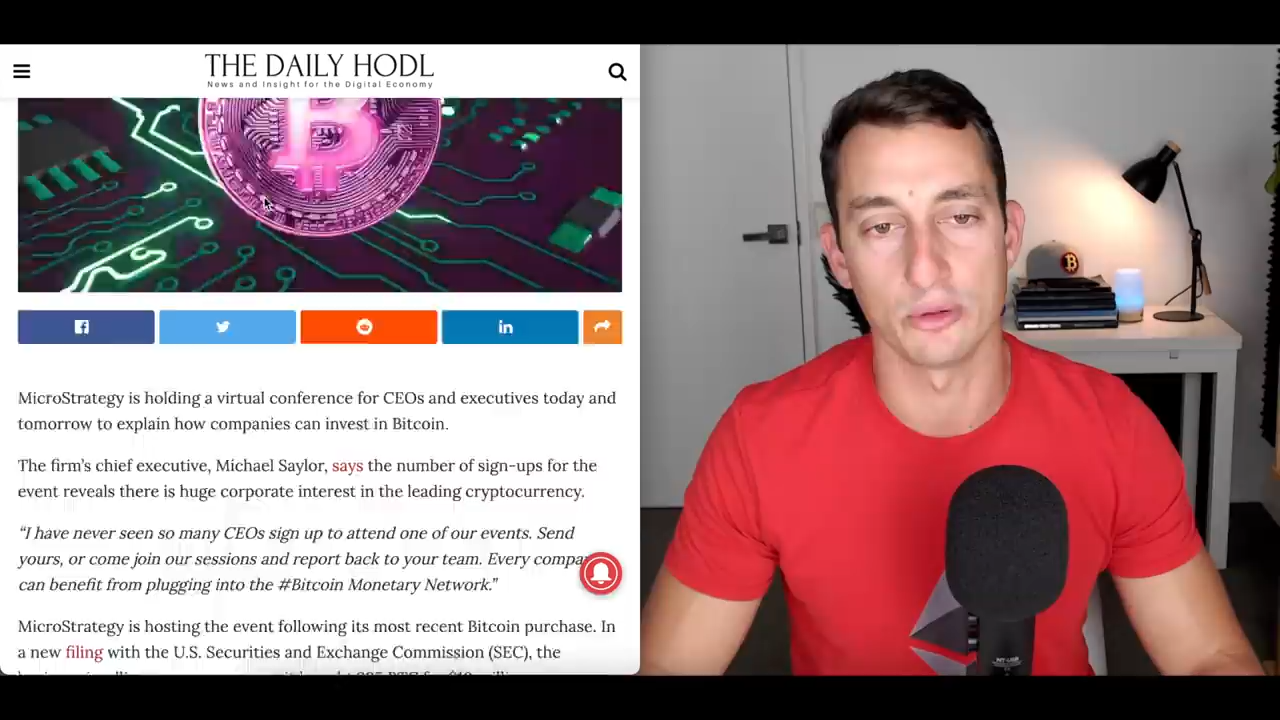 THE DAILY HODL
News and Insight for the Digital Economy
MicroStrategy is holding a virtual conference for CEOs and executives today and
tomorrow to explain how companies can invest in Bitcoin.
The firm’s chief executive, Michael Saylor, says the number of sign-ups for the
event reveals there is huge corporate interest in the leading cryptocurrency.
“I have never seen so many CEOs sign up to attend one of our events. Send
yours, or come join our sessions and report back to your team. Every
can benefit from plugging into the #Bitcoin Monetary Network.”
MicroStrategy is hosting the event following its most recent Bitcoin purchase. In
a new filing with the U.S. Securities and Exchange Commission (SEC), the